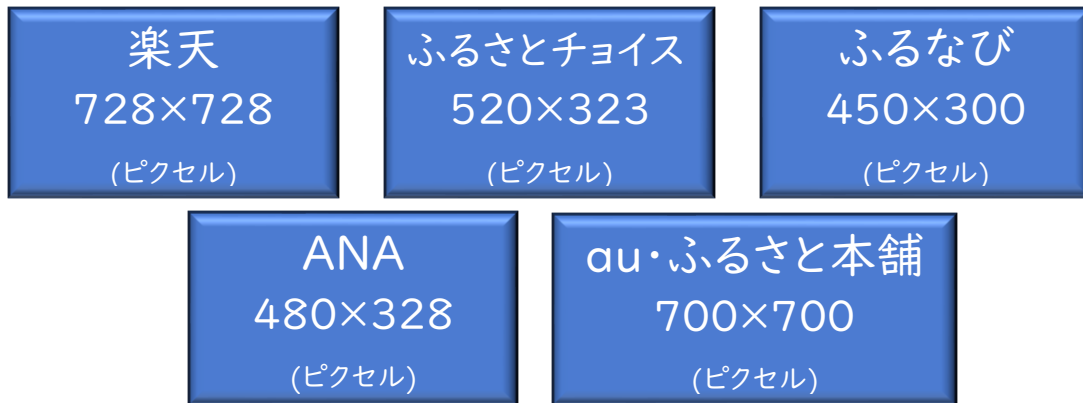 楽天
728×728
(ピクセル)
ふるさとチョイス
520×323
(ピクセル)
ふるなび
450×300
(ピクセル)
ANA
480×328
(ピクセル)
au・ふるさと本舗
700×700
(ピクセル)